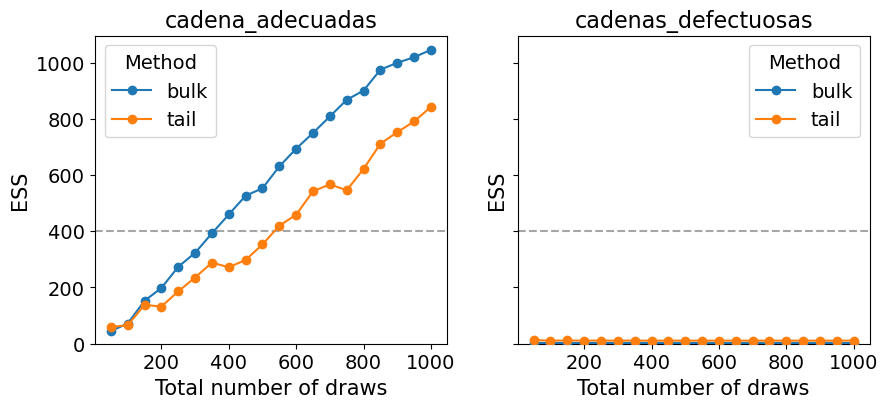 cadena_adecuadas
cadenas_defectuosas
ESS
1000
800
600
400
200
0
Method
bulk
tail
200 400 600 800 1000
Total number of draws
ESS
Method
bulk
tail
200 400 600 800 1000
Total number of draws